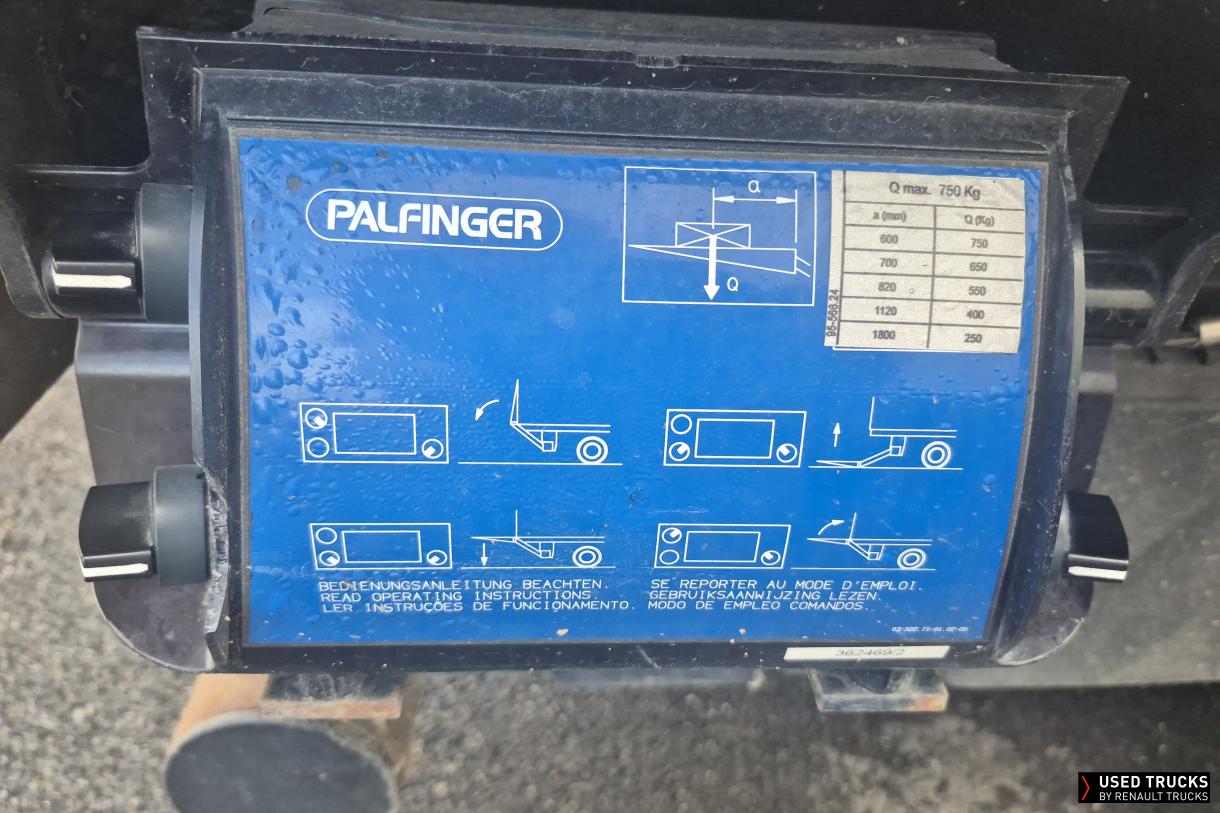 PALFINGER
a
Q
Q max. 750 Kg
a (mm) Q (Kg)
600 750
700 650
820 550
1120 400
1800 250
95-568.24
BEDIENUNGSANLEITUNG BEACHTEN.
READ OPERATING INSTRUCTIONS.
LER INSTRUÇÕES DE FUNCIONAMENTO.
SE REPORTER AU MODE D'EMPLOI.
GEBRUIKSAANWIJZING LEZEN.
MODO DE EMPLEO COMANDOS.
362469/2
USED TRUCKS
BY RENAULT TRUCKS